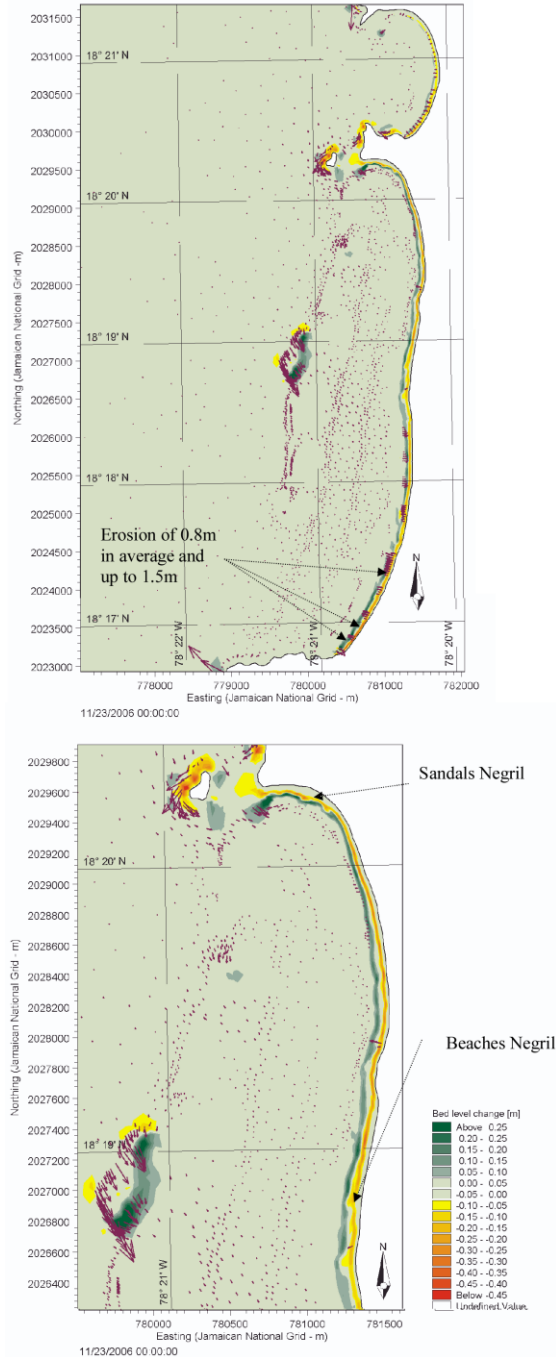 2031500
18° 21' N
2031000
2030500
2030000
2029500
18° 20' N
2029000
2028500
2028000
2027500
18° 19' N
2027000
2026500
2026000
2025500
18° 18' N
2025000
Erosion of 0.8m
in average and
up to 1.5m
2024500
N
2024000
2023500
18° 17' N
2023000
78° 22' W
78° 21' W
78° 20' W
Northing (Jamaican National Grid -m)
778000
779000
780000
781000
782000
Easting (Jamaican National Grid - m)
11/23/2006 00:00:00
2029800
2029600
Sandals Negril
2029400
2029200
18° 20' N
2029000
2028800
2028600
2028400
2028200
2028000
Beaches Negril
2027800
2027600
2027400
2027200
2027000
2026800
2026600
2026400
78° 21' W
N
Northing (Jamaican National Grid - m)
780000
780500
781000
781500
Easting (Jamaican National Grid - m)
11/23/2006 00:00:00
Bed level change [m]
Above 0.25
0.20 - 0.25
0.15 - 0.20
0.10 - 0.15
0.05 - 0.10
0.00 - 0.05
-0.05 - 0.00
-0.10 - -0.05
-0.15 - -0.10
-0.20 - -0.15
-0.25 - -0.20
-0.30 - -0.25
-0.35 - -0.30
-0.40 - -0.35
-0.45 - -0.40
Below -0.45
Undefined Value